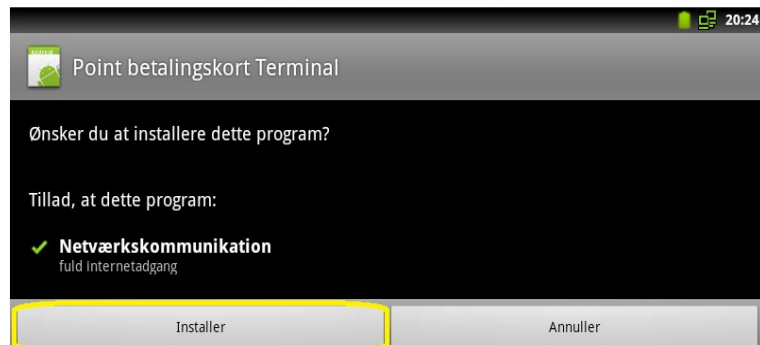 20:24
Point betalingskort Terminal
Ønsker du at installere dette program?
Tillad, at dette program:
Netværkskommunikation
fuld internetadgang
Installer
Annuller